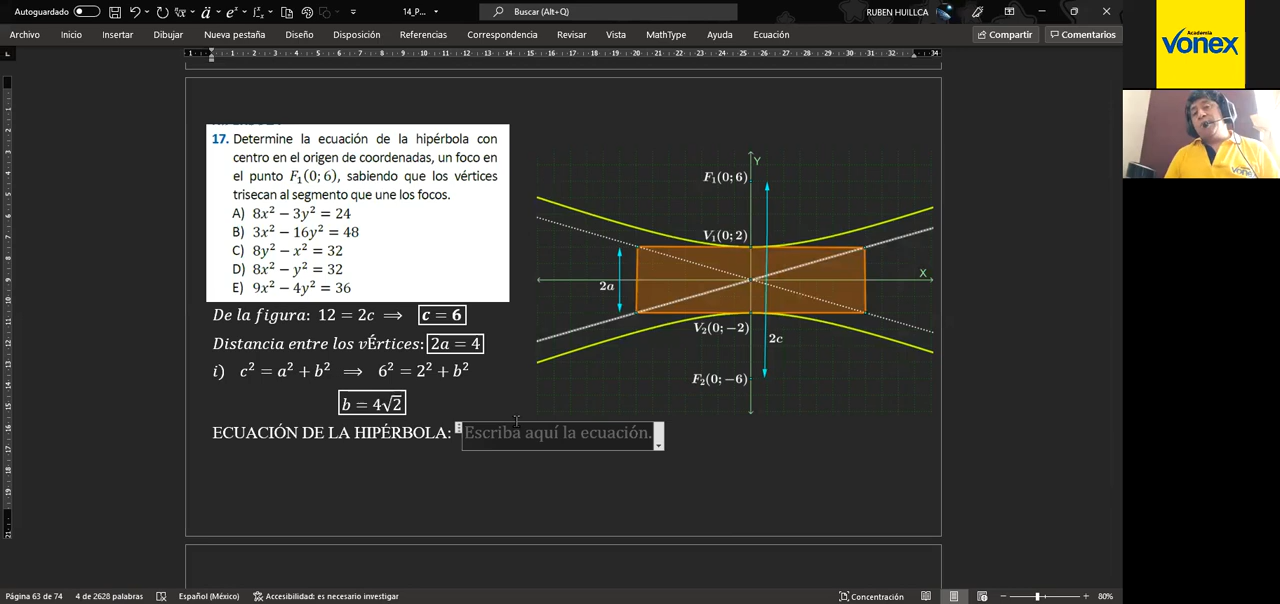 Autoguardado
14_P...
Buscar (Alt+Q)
RUBEN HUILLCA
Archivo Inicio Insertar Dibujar Nueva pestaña Diseño Disposición Referencias Correspondencia Revisar Vista MathType Ayuda Ecuación Compartir Comentarios
Academia
Vonex
17. Determine la ecuación de la hipérbola con
centro en el origen de coordenadas, un foco en
el punto F₁(0; 6), sabiendo que los vértices
trisecan al segmento que une los focos.
A) 8x² − 3y² = 24
B) 3x² − 16y² = 48
C) 8y² − x² = 32
D) 8x² − y² = 32
E) 9x² − 4y² = 36
De la figura: 12 = 2c ⟹ c = 6
Distancia entre los vÉrtices: 2a = 4
i) c² = a² + b² ⟹ 6² = 2² + b²
b = 4√2
ECUACIÓN DE LA HIPÉRBOLA: Escriba aquí la ecuación.
Y
F₁(0; 6)
V₁(0; 2)
X
2a
V₂(0; −2)
2c
F₂(0; −6)
Página 63 de 74 4 de 2628 palabras Español (México) Accesibilidad: es necesario investigar Concentración 80%